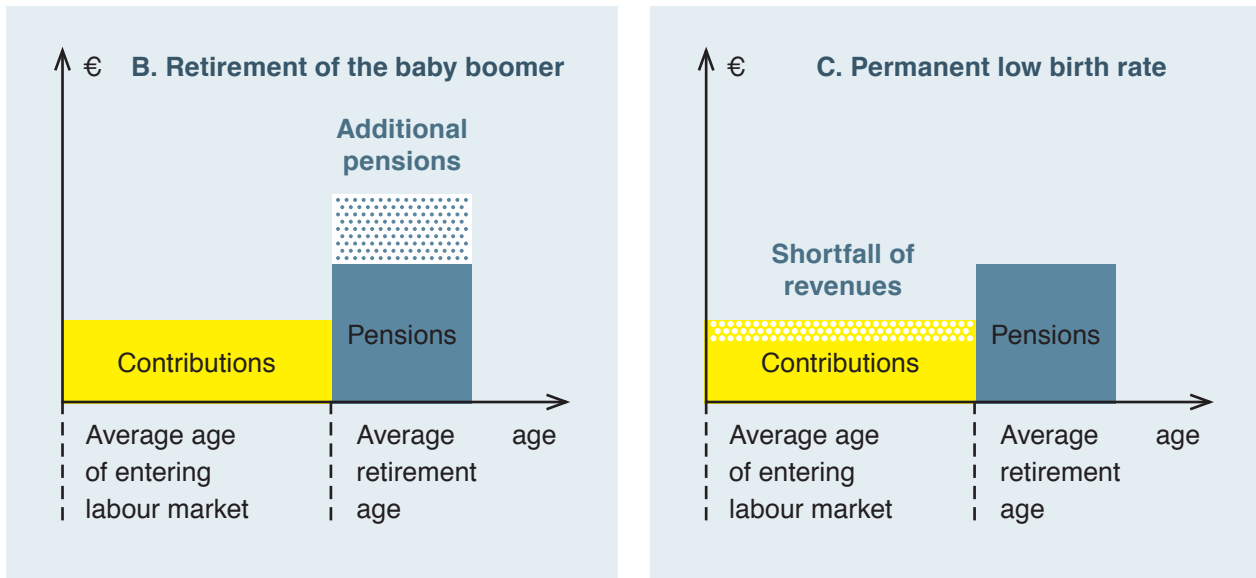 € B. Retirement of the baby boomer
Additional
pensions
Pensions
Contributions
Average age
of entering
labour market
Average
retirement
age
age
€ C. Permanent low birth rate
Shortfall of
revenues
Pensions
Contributions
Average age
of entering
labour market
Average
retirement
age
age